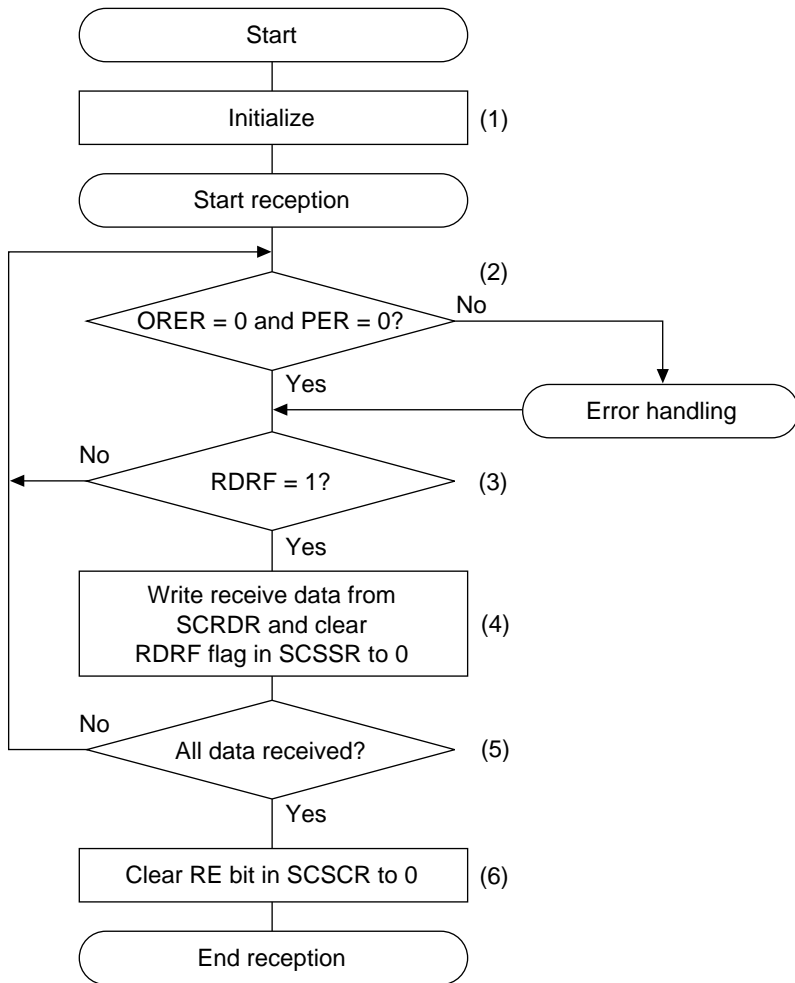 Start
Initialize
(1)
Start reception
(2)
ORER = 0 and PER = 0?
No
Yes
Error handling
No
RDRF = 1?
(3)
Yes
Write receive data from
SCRDR and clear
RDRF flag in SCSSR to 0
(4)
No
All data received?
(5)
Yes
Clear RE bit in SCSCR to 0
(6)
End reception